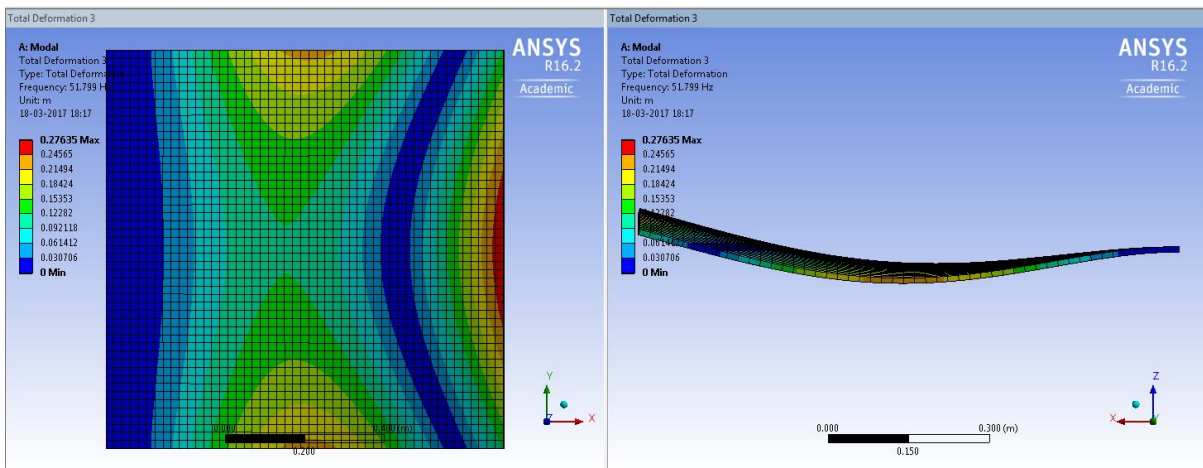 Total Deformation 3
A: Modal
Total Deformation 3
Type: Total Deformation
Frequency: 51.799 H
Unit: m
18-03-2017 18:17
0.27635 Max
0.24565
0.21494
0.18424
0.15353
0.12282
0.092118
0.061412
0.030706
0 Min
ANSYS
R16.2
Academic
Y
Z
X
0.000
0.400 (m)
0.200
Total Deformation 3
A: Modal
Total Deformation 3
Type: Total Deformation
Frequency: 51.799 Hz
Unit: m
18-03-2017 18:17
0.27635 Max
0.24565
0.21494
0.18424
0.15353
0.030706
0 Min
ANSYS
R16.2
Academic
Z
X
Y
0.000
0.300 (m)
0.150